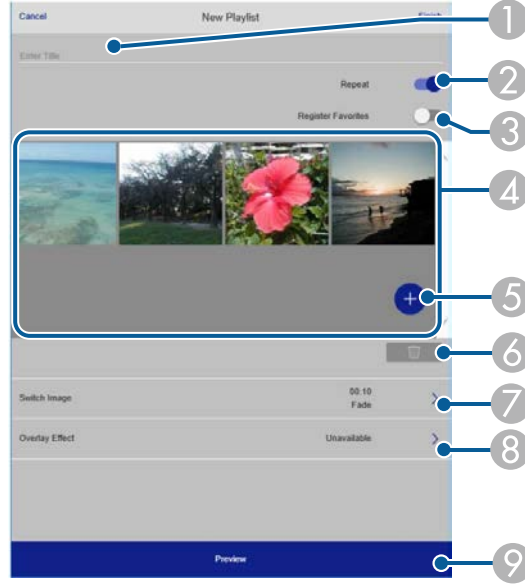 Cancel New Playlist Finish
1
Enter Title
Repeat
2
Register Favorites
3
4
5
6
Switch Image
00:10
Fade
7
Overlay Effect Unavailable
8
Preview
9